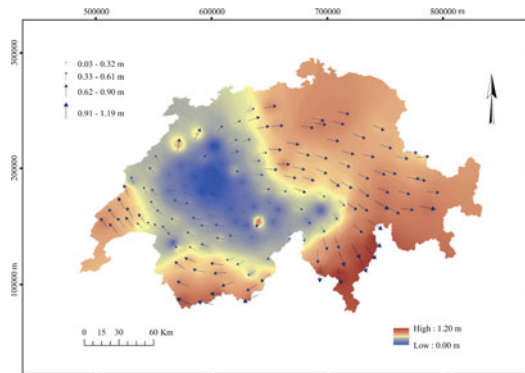 500000 600000 700000 800000 m
300000
0.03 - 0.32 m
0.33 - 0.61 m
0.62 - 0.90 m
0.91 - 1.19 m
200000
100000 m
0.00 15 30 60 Km
High : 1.20 m
Low : 0.00 m